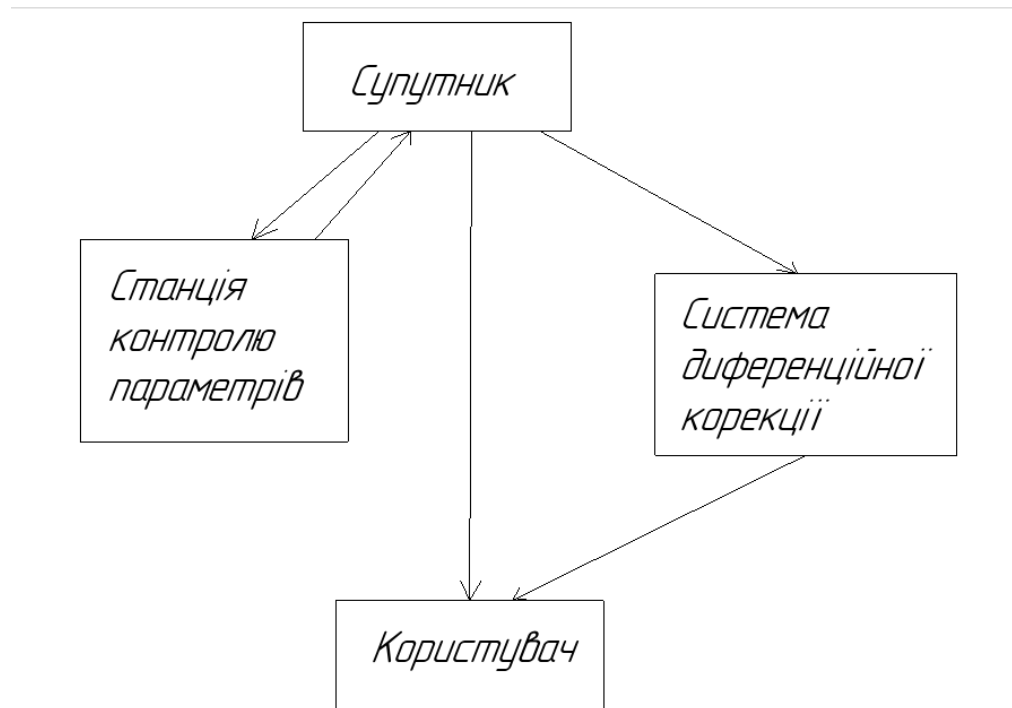 Супутник
Станція
контролю
параметрів
Система
диференційної
корекції
Користувач